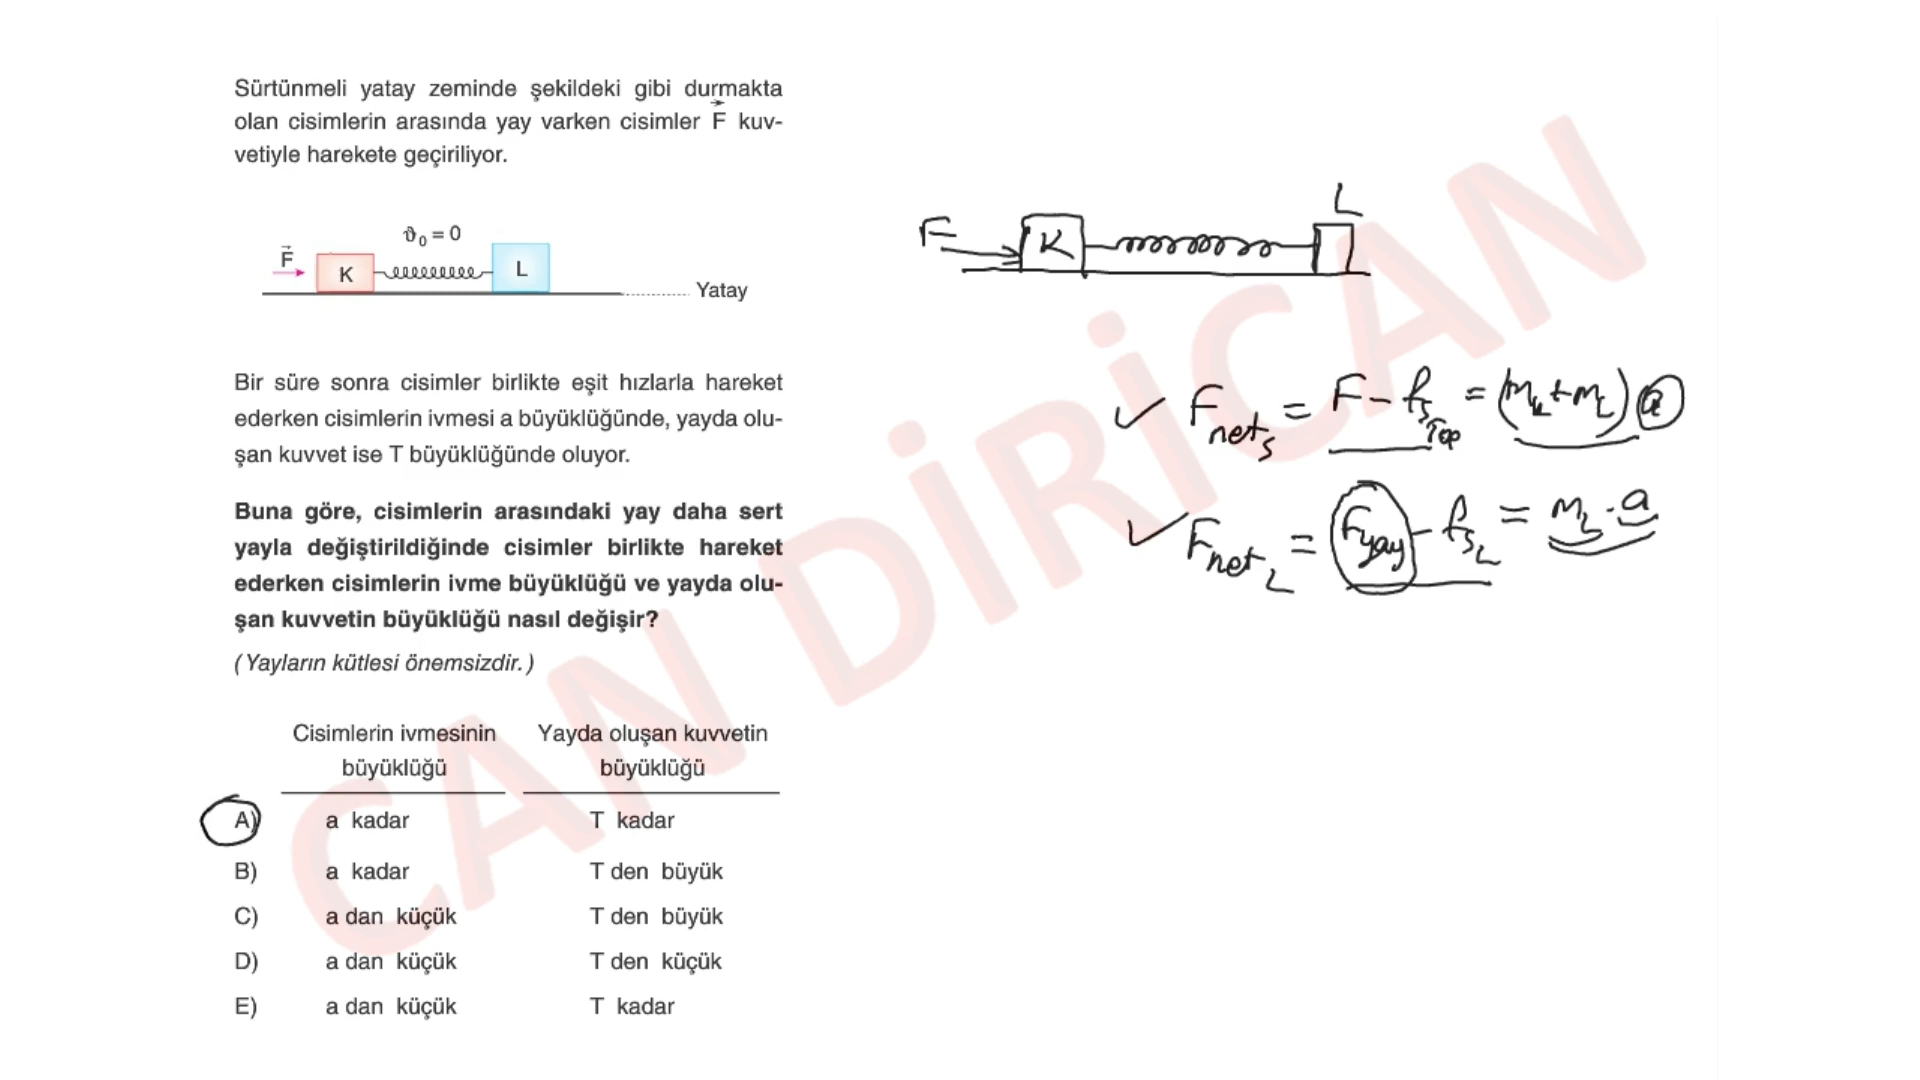 Sürtünmeli yatay zeminde şekildeki gibi durmakta
olan cisimlerin arasında yay varken cisimler F kuv-
vetiyle harekete geçiriliyor.
ϑ₀ = 0
F
K
L
Yatay
Bir süre sonra cisimler birlikte eşit hızlarla hareket
ederken cisimlerin ivmesi a büyüklüğünde, yayda olu-
şan kuvvet ise T büyüklüğünde oluyor.
Buna göre, cisimlerin arasındaki yay daha sert
yayla değiştirildiğinde cisimler birlikte hareket
ederken cisimlerin ivme büyüklüğü ve yayda olu-
şan kuvvetin büyüklüğü nasıl değişir?
(Yayların kütlesi önemsizdir.)
Cisimlerin ivmesinin Yayda oluşan kuvvetin
büyüklüğü büyüklüğü
A) a kadar T kadar
B) a kadar T den büyük
C) a dan küçük T den büyük
D) a dan küçük T den küçük
E) a dan küçük T kadar
L
F
K
✓ Fnet s = F - fs Top = (mK + mL) a
✓ Fnet L = Fyay - fs L = mL . a
CAN DİRİCAN